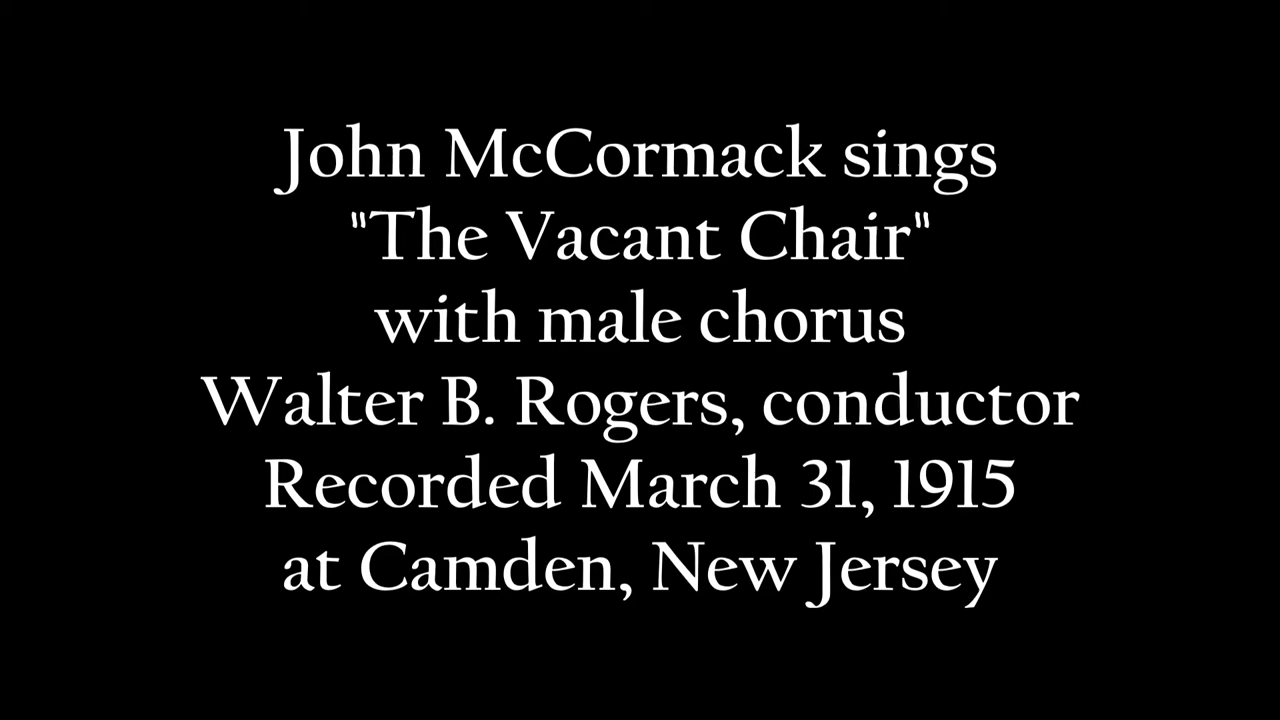 John McCormack sings
"The Vacant Chair"
with male chorus
Walter B. Rogers, conductor
Recorded March 31, 1915
at Camden, New Jersey